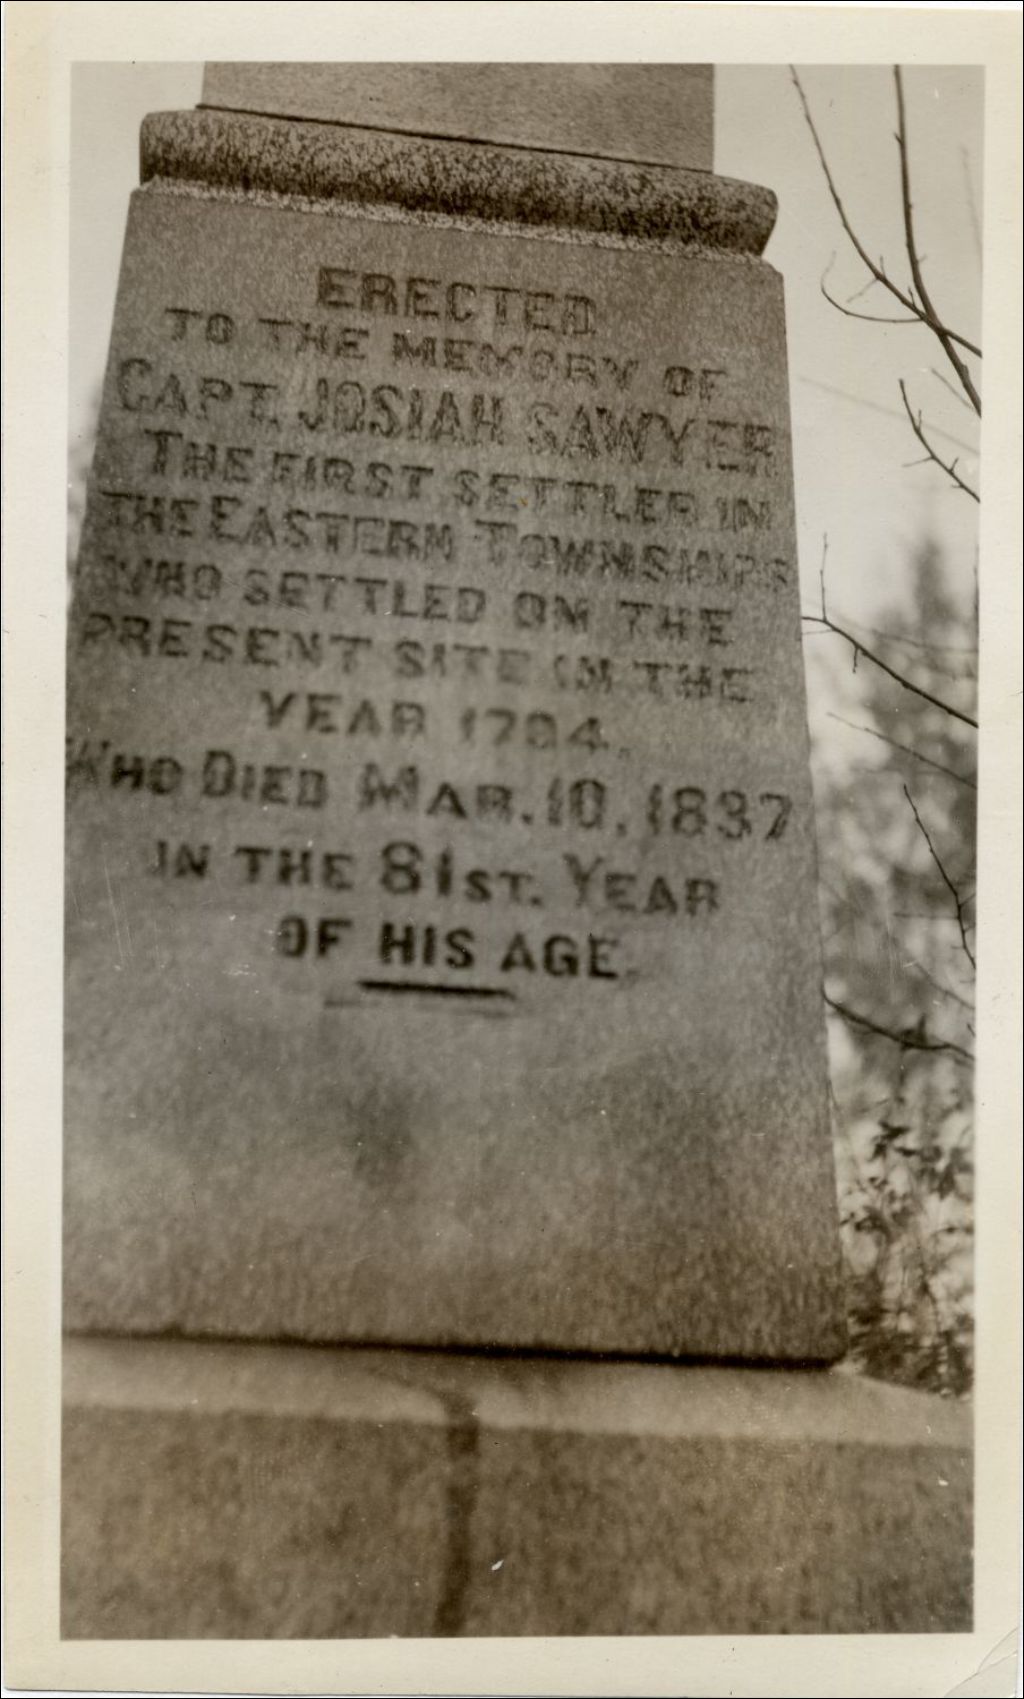 ERECTED
TO THE MEMORY OF
CAPT. JOSIAH SAWYER
THE FIRST SETTLER IN
THE EASTERN TOWNSHIPS
WHO SETTLED ON THE
PRESENT SITE IN THE
YEAR 1794.
WHO DIED MAR. 10, 1837
IN THE 81ST. YEAR
OF HIS AGE.